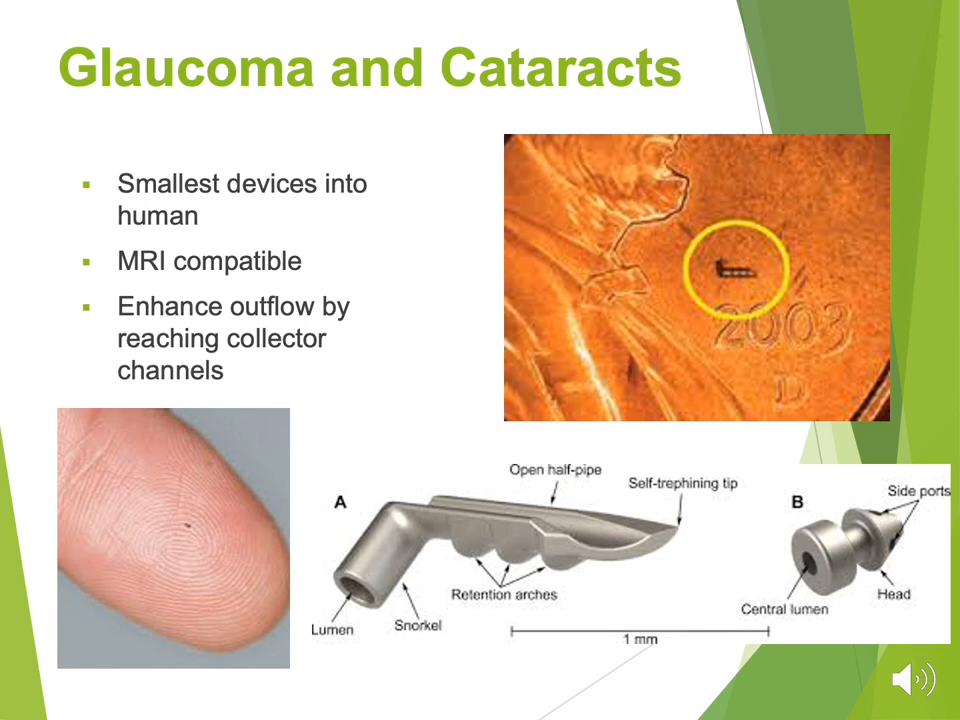 Glaucoma and Cataracts
Smallest devices into
human
MRI compatible
Enhance outflow by
reaching collector
channels
2003
D
A
Open half-pipe
Self-trephining tip
Retention arches
Lumen
Snorkel
1 mm
B
Side ports
Central lumen
Head